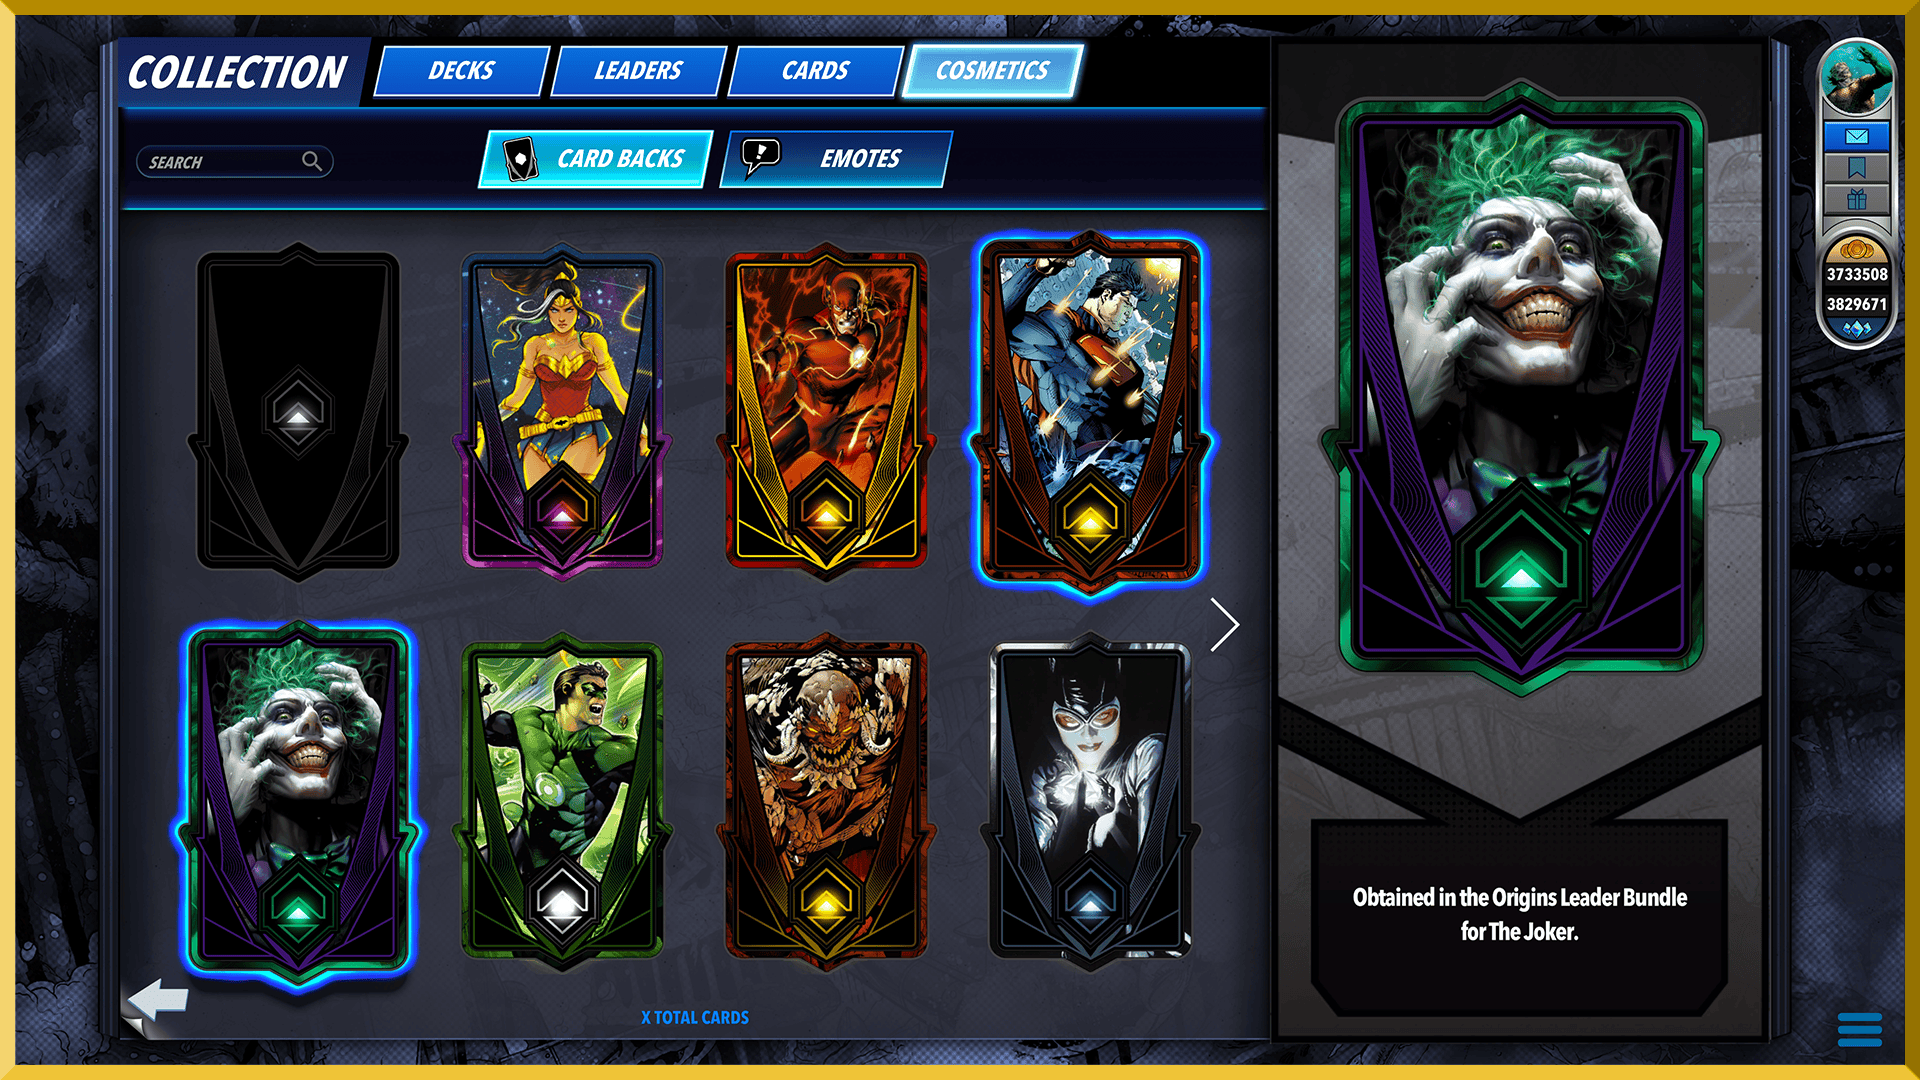 COLLECTION
DECKS
LEADERS
CARDS
COSMETICS
SEARCH
CARD BACKS
EMOTES
3733508
3829671
Obtained in the Origins Leader Bundle
for The Joker.
X TOTAL CARDS